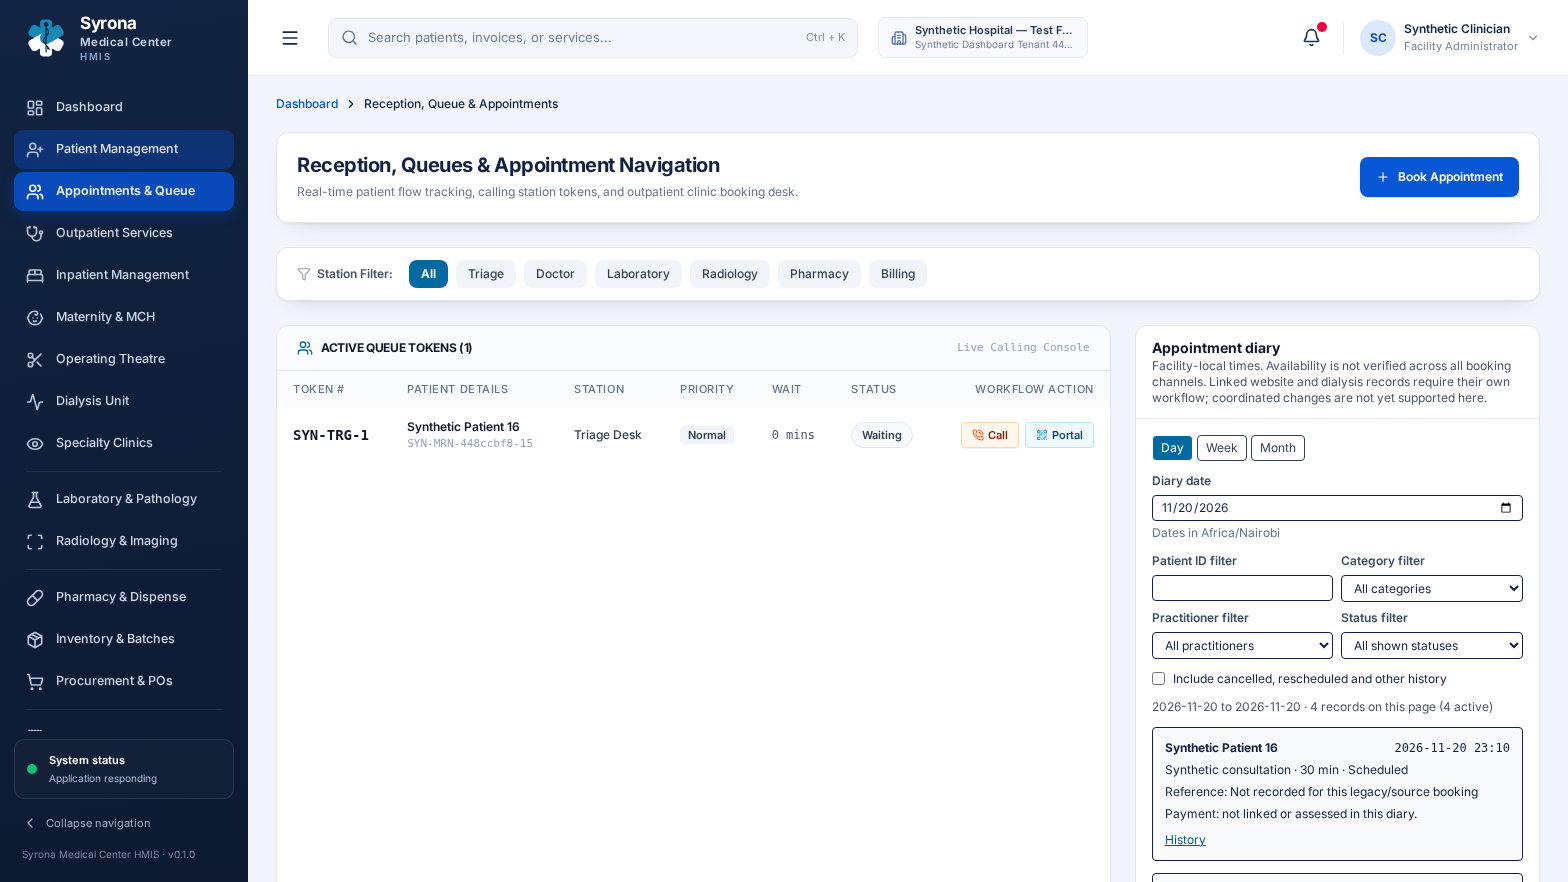 Syrona
Medical Center
HMIS
Dashboard
Patient Management
Appointments & Queue
Outpatient Services
Inpatient Management
Maternity & MCH
Operating Theatre
Dialysis Unit
Specialty Clinics
Laboratory & Pathology
Radiology & Imaging
Pharmacy & Dispense
Inventory & Batches
Procurement & POs
System status
Application responding
Collapse navigation
Syrona Medical Center HMIS · v0.1.0
Search patients, invoices, or services...
Ctrl + K
Synthetic Hospital — Test F...
Synthetic Dashboard Tenant 44...
SC
Synthetic Clinician
Facility Administrator
Dashboard > Reception, Queue & Appointments
Reception, Queues & Appointment Navigation
Real-time patient flow tracking, calling station tokens, and outpatient clinic booking desk.
+ Book Appointment
Station Filter: All Triage Doctor Laboratory Radiology Pharmacy Billing
ACTIVE QUEUE TOKENS (1)
Live Calling Console
TOKEN # PATIENT DETAILS STATION PRIORITY WAIT STATUS WORKFLOW ACTION
SYN-TRG-1 Synthetic Patient 16 Triage Desk Normal 0 mins Waiting Call Portal
SYN-MRN-448ccbf8-15
Appointment diary
Facility-local times. Availability is not verified across all booking
channels. Linked website and dialysis records require their own
workflow; coordinated changes are not yet supported here.
Day Week Month
Diary date
11/20/2026
Dates in Africa/Nairobi
Patient ID filter Category filter
All categories
Practitioner filter Status filter
All practitioners All shown statuses
Include cancelled, rescheduled and other history
2026-11-20 to 2026-11-20 · 4 records on this page (4 active)
Synthetic Patient 16 2026-11-20 23:10
Synthetic consultation · 30 min · Scheduled
Reference: Not recorded for this legacy/source booking
Payment: not linked or assessed in this diary.
History